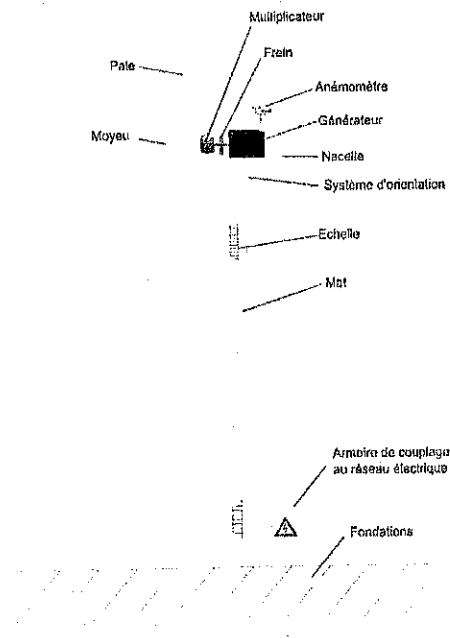 Multiplicateur
Frein
Pale
Anémomètre
Générateur
Moyeu
Nacelle
Système d'orientation
Echelle
Mat
Armoire de couplage
au réseau électrique
Fondations